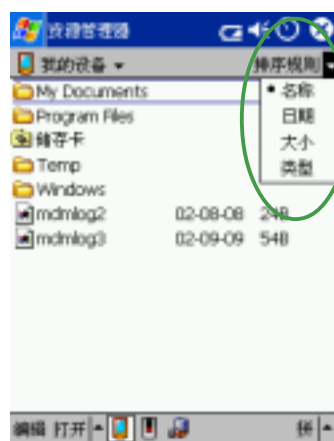 资源管理器
我的设备 排序规则
My Documents
名称
Program Files
日期
储存卡
大小
Temp
类型
Windows
mdmlog2 02-08-08 24B
mdmlog3 02-09-09 54B
编辑 打开 拼